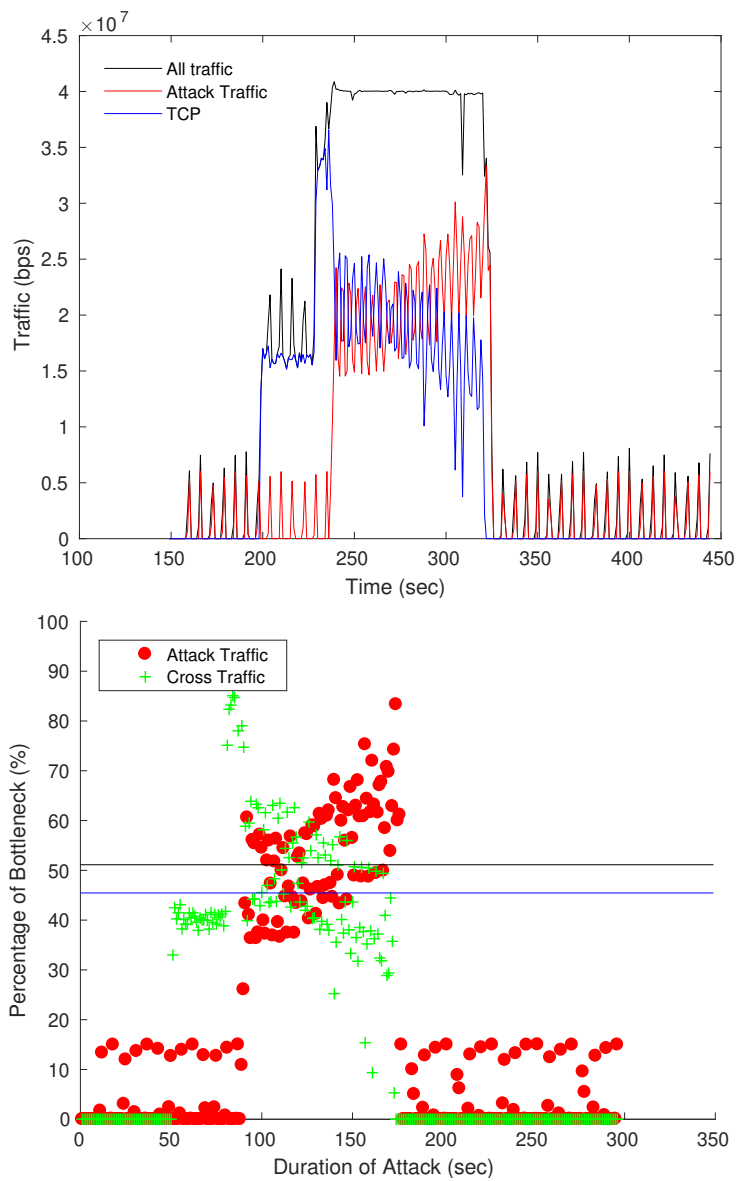 ×10^7
4.5
4
3.5
3
2.5
2
1.5
1
0.5
0
Traffic (bps)
All traffic
Attack Traffic
TCP
100 150 200 250 300 350 400 450
Time (sec)
100
90
80
70
60
50
40
30
20
10
0
Percentage of Bottleneck (%)
Attack Traffic
Cross Traffic
0 50 100 150 200 250 300 350
Duration of Attack (sec)